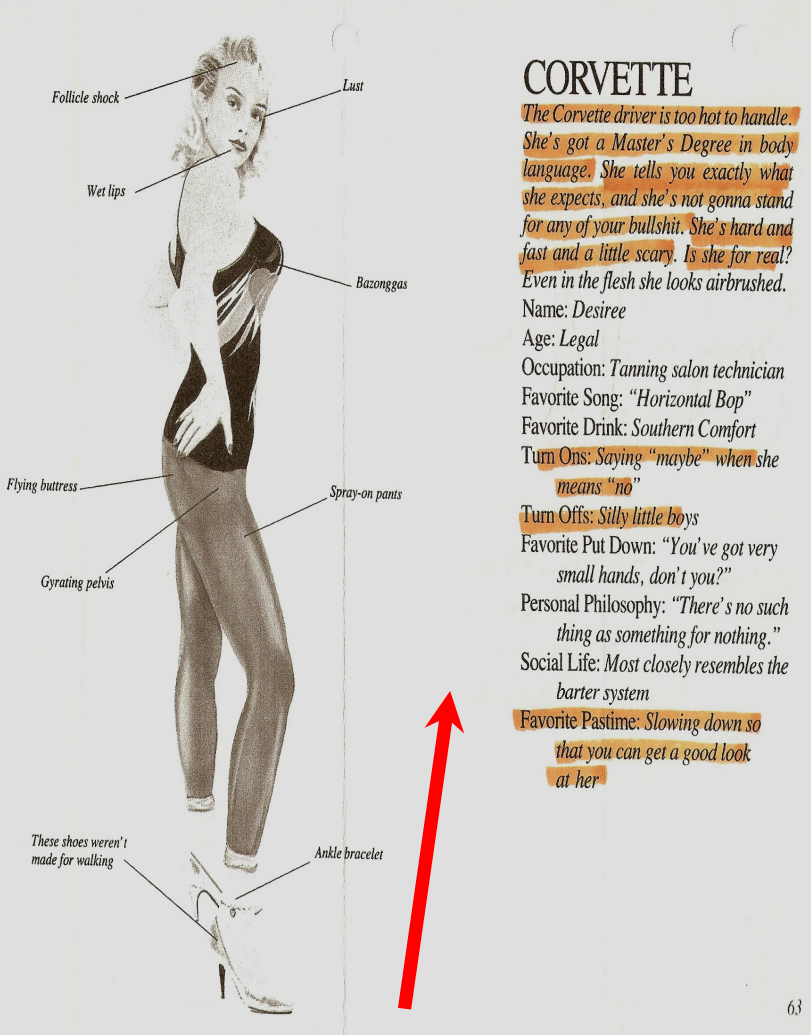 Follicle shock
Lust
Wet lips
Bazonggas
Flying buttress
Spray-on pants
Gyrating pelvis
These shoes weren't
made for walking
Ankle bracelet
CORVETTE
The Corvette driver is too hot to handle.
She's got a Master's Degree in body
language. She tells you exactly what
she expects, and she's not gonna stand
for any of your bullshit. She's hard and
fast and a little scary. Is she for real?
Even in the flesh she looks airbrushed.
Name: Desiree
Age: Legal
Occupation: Tanning salon technician
Favorite Song: "Horizontal Bop"
Favorite Drink: Southern Comfort
Turn Ons: Saying "maybe" when she
means "no"
Turn Offs: Silly little boys
Favorite Put Down: "You've got very
small hands, don't you?"
Personal Philosophy: "There's no such
thing as something for nothing."
Social Life: Most closely resembles the
barter system
Favorite Pastime: Slowing down so
that you can get a good look
at her
63